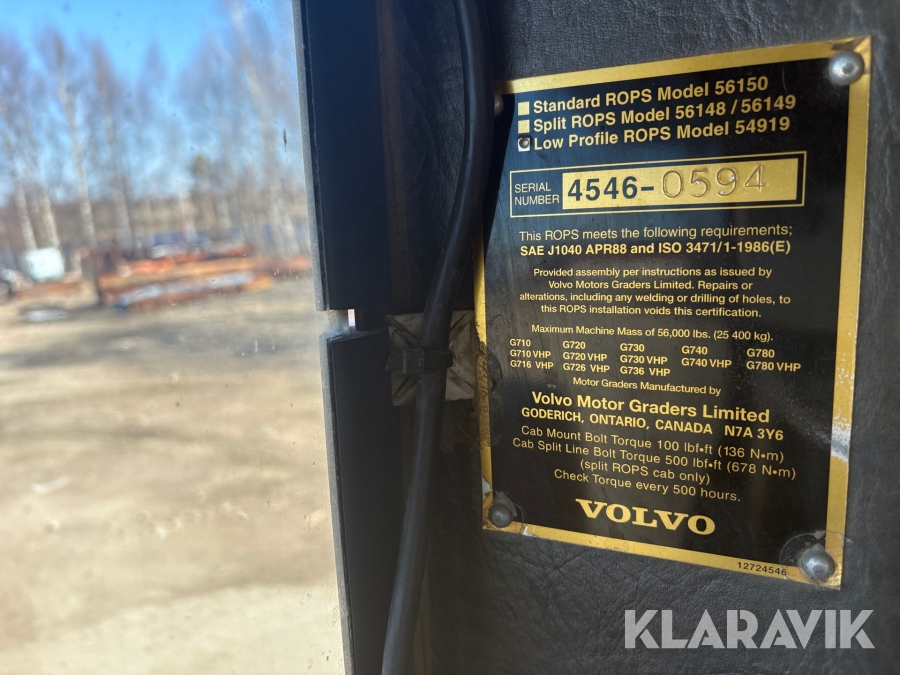 Standard ROPS Model 56150
Split ROPS Model 56148 / 56149
Low Profile ROPS Model 54919
SERIAL
NUMBER
4546-0594
This ROPS meets the following requirements;
SAE J1040 APR88 and ISO 3471/1-1986(E)
Provided assembly per instructions as issued by
Volvo Motors Graders Limited. Repairs or
alterations, including any welding or drilling of holes, to
this ROPS installation voids this certification.
Maximum Machine Mass of 56,000 lbs. (25 400 kg).
G710 G720 G730 G740 G780
G710 VHP G720 VHP G730 VHP G740 VHP G780 VHP
G716 VHP G726 VHP G736 VHP
Motor Graders Manufactured by
Volvo Motor Graders Limited
GODERICH, ONTARIO, CANADA N7A 3Y6
Cab Mount Bolt Torque 100 lbf•ft (136 N•m)
Cab Split Line Bolt Torque 500 lbf•ft (678 N•m)
(split ROPS cab only)
Check Torque every 500 hours.
VOLVO
12724546
KLARAVIK